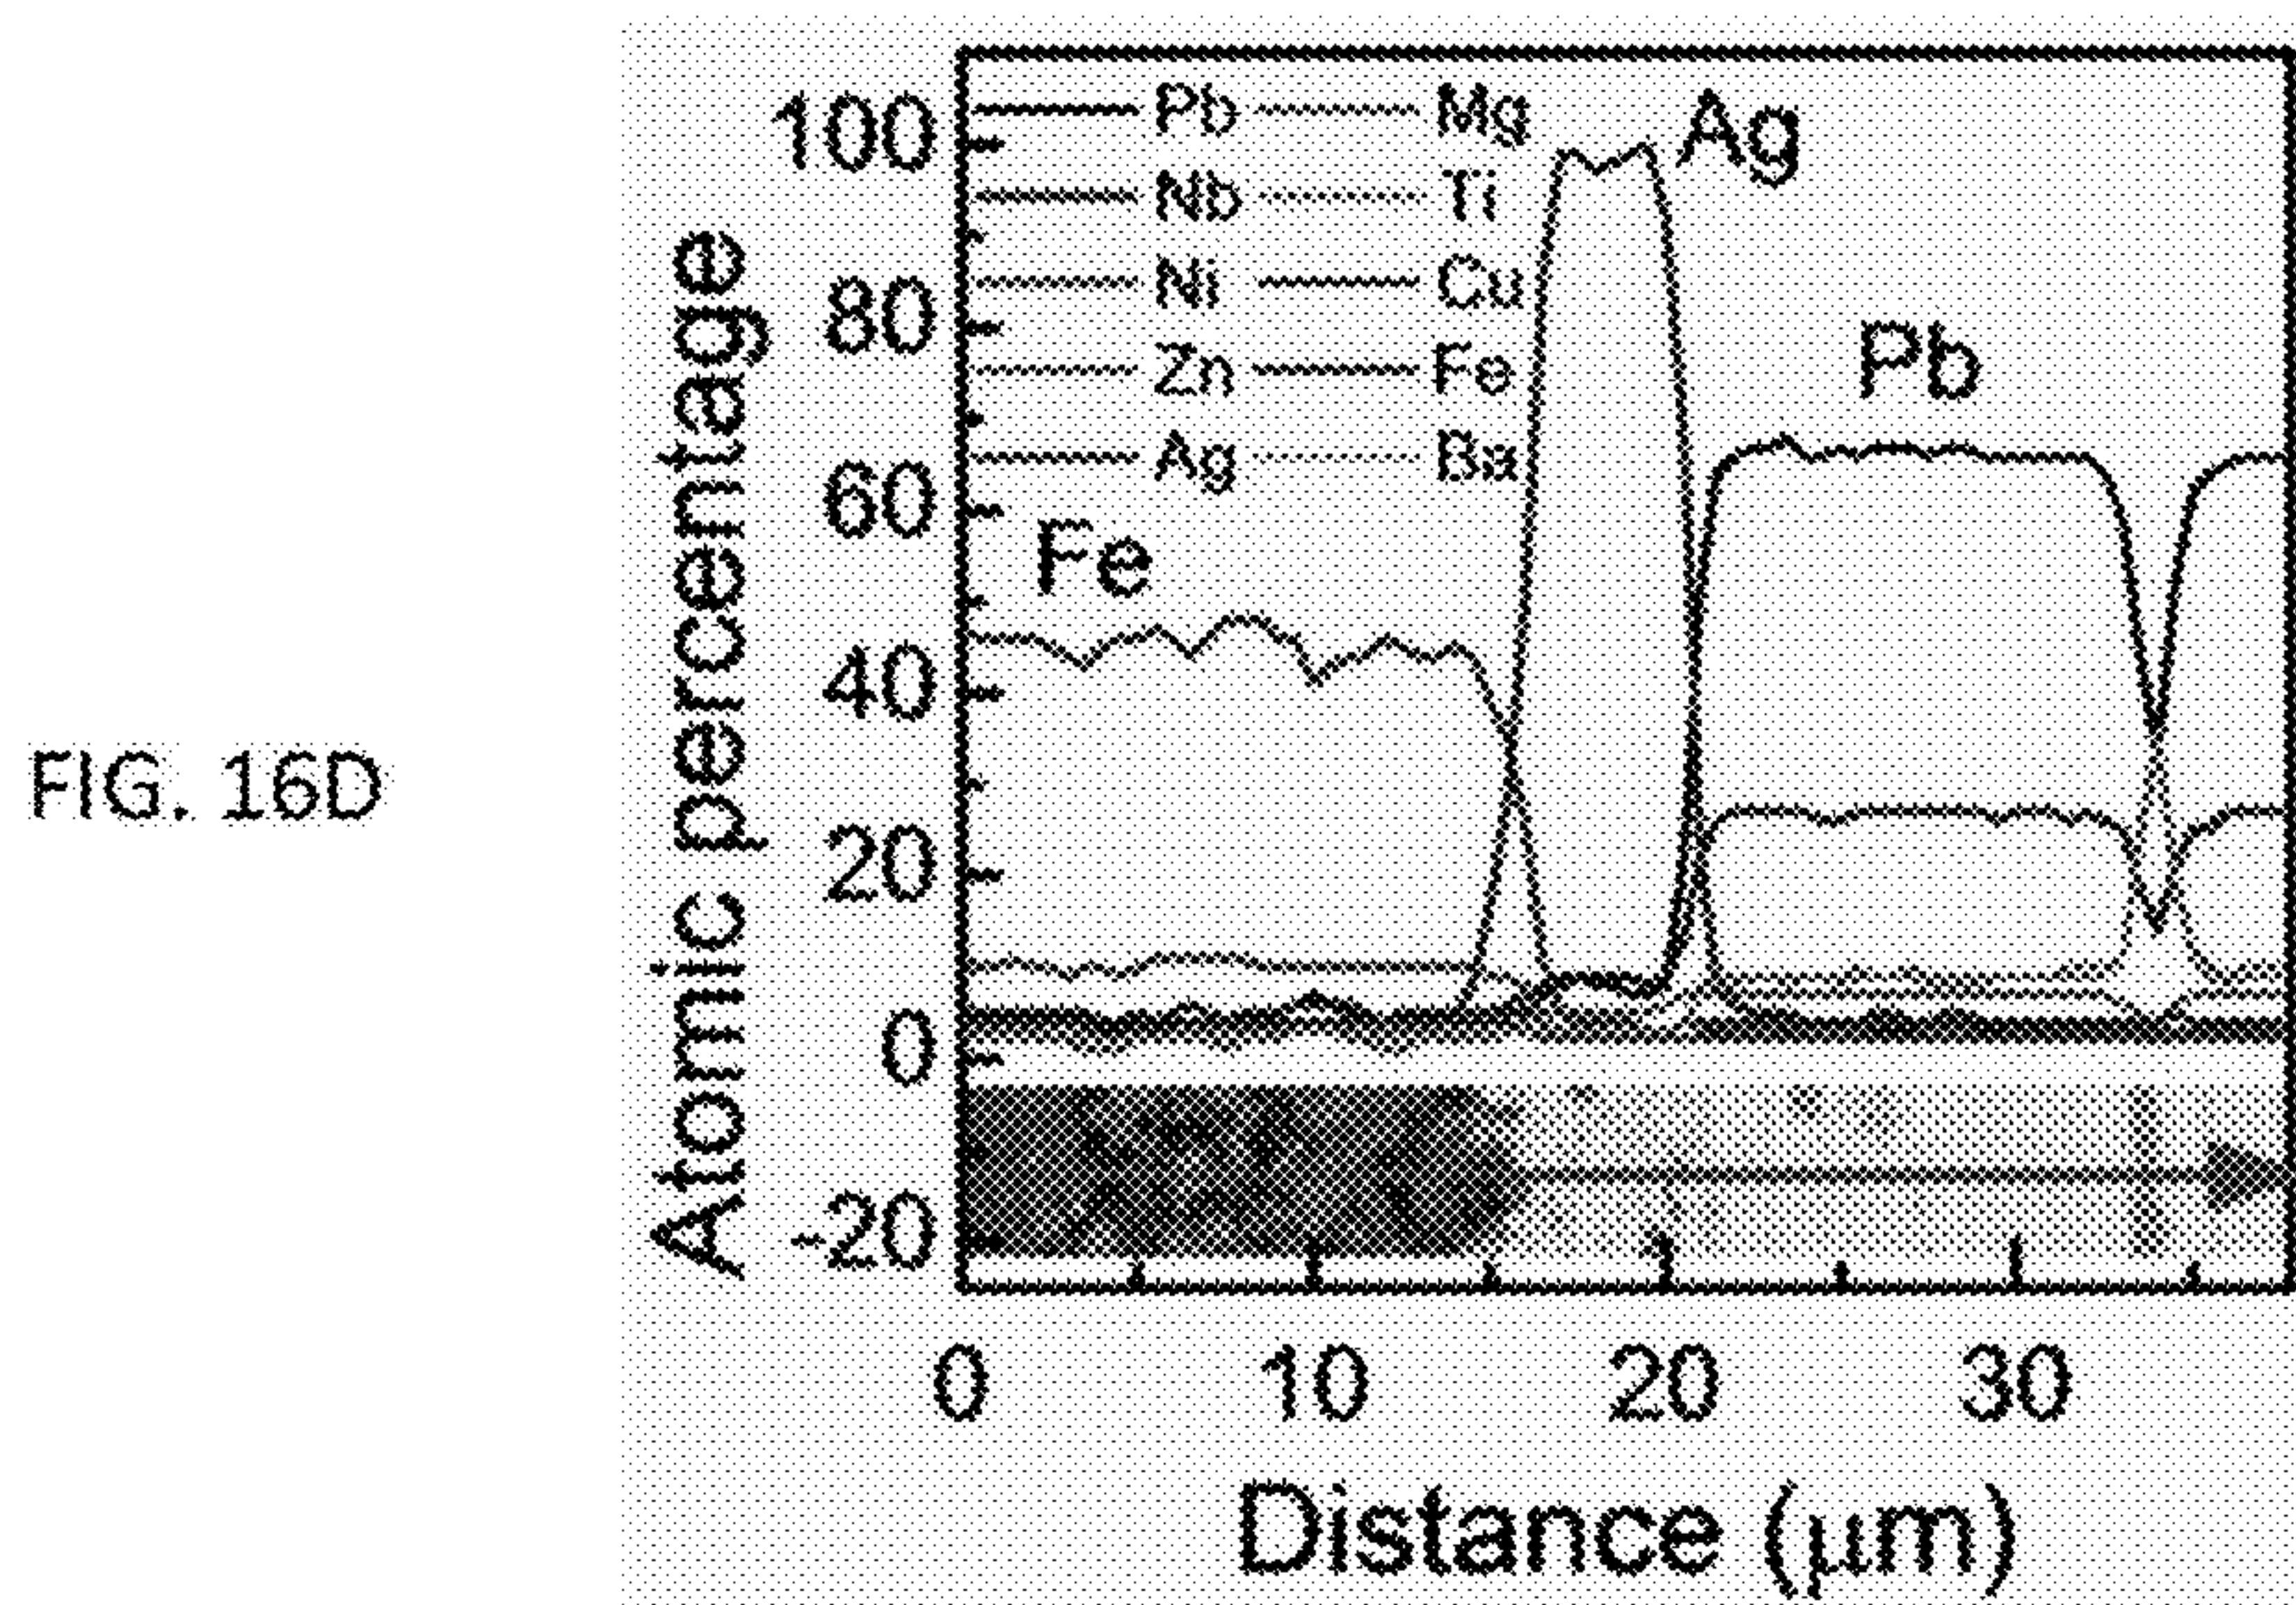 FIG. 16D
Atomic percentage
100
80
60
40
20
0
-20
Pb Mg
Nb Ti
Ni Cu
Zn Fe
Ag Ba
Fe
Ag
Pb
0 10 20 30
Distance (μm)